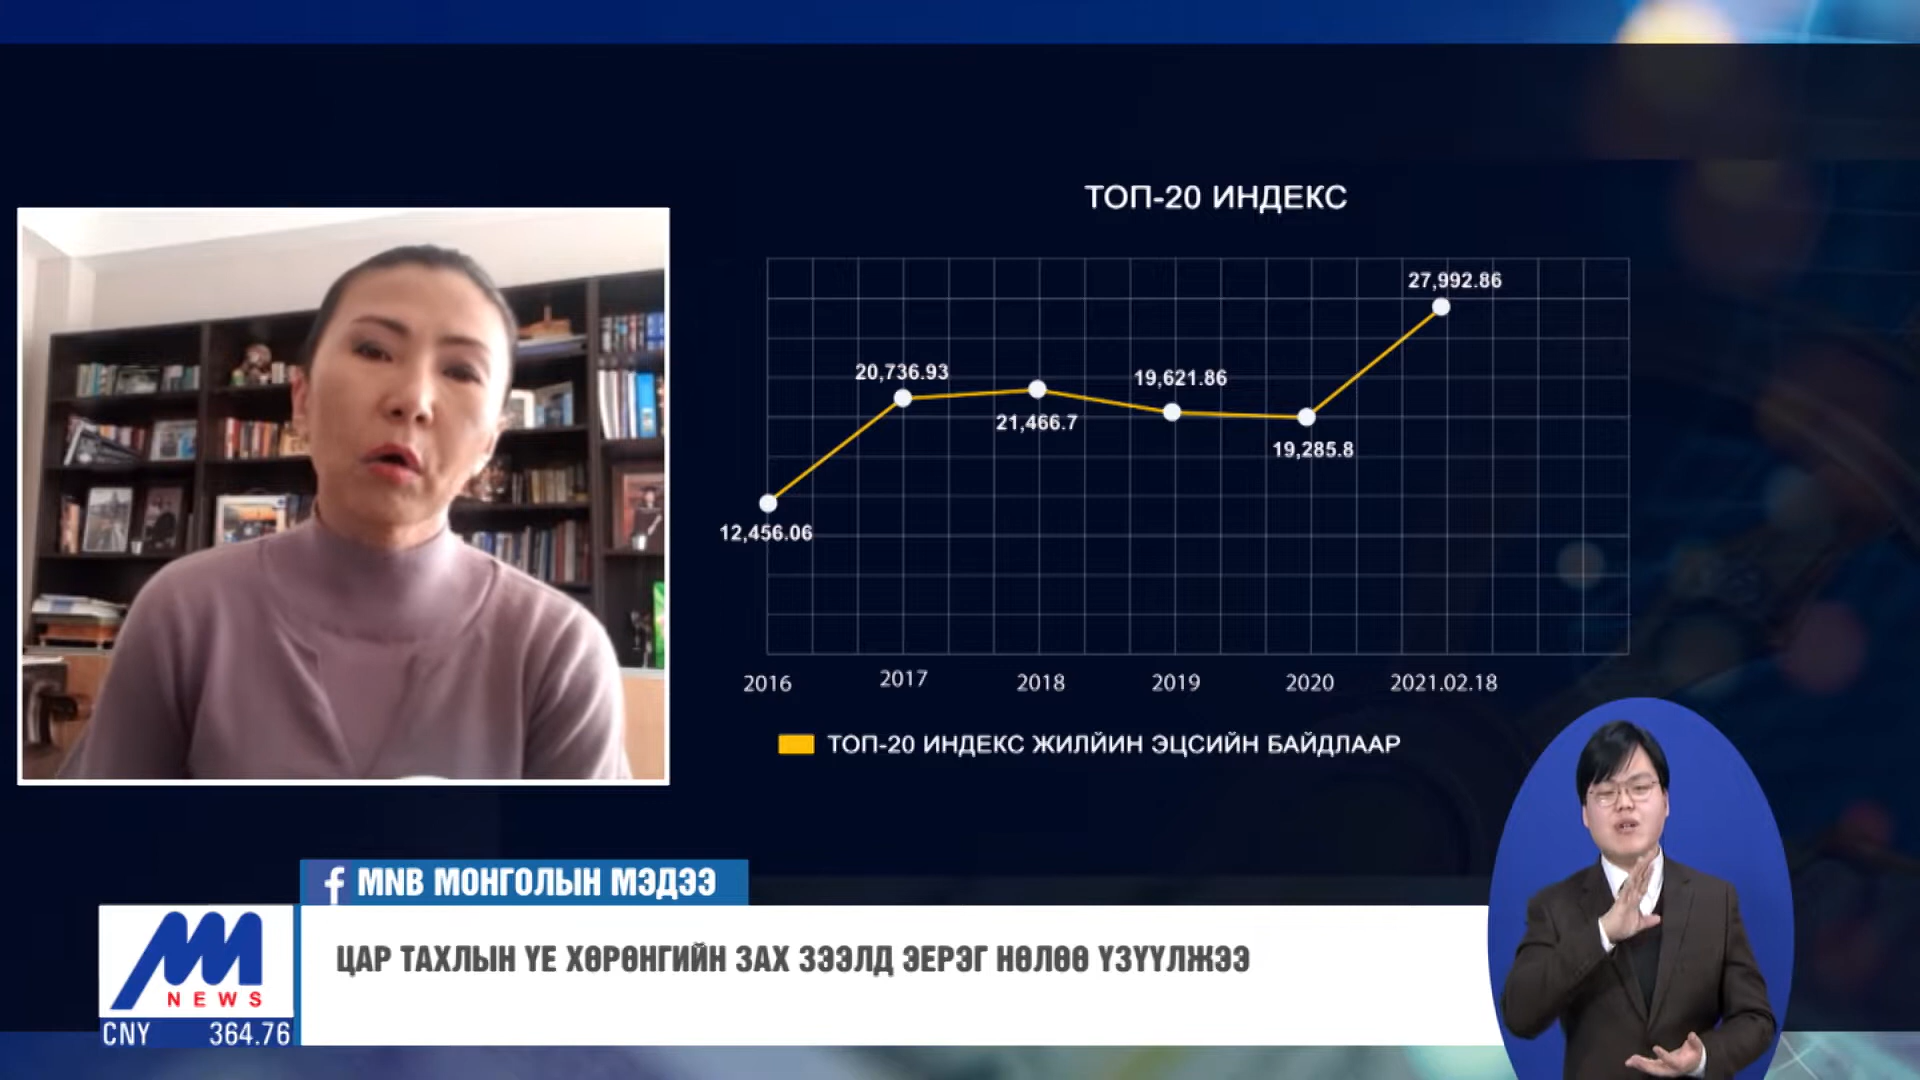 ТОП-20 ИНДЕКС
27,992.86
20,736.93
19,621.86
21,466.7
19,285.8
12,456.06
2016 2017 2018 2019 2020 2021.02.18
ТОП-20 ИНДЕКС ЖИЛЙИН ЭЦСИЙН БАЙДЛААР
f MNB МОНГОЛЫН МЭДЭЭ
ЦАР ТАХЛЫН ҮЕ ХӨРӨНГИЙН ЗАХ ЗЭЭЛД ЭЕРЭГ НӨЛӨӨ ҮЗҮҮЛЖЭЭ
NEWS
CNY 364.76